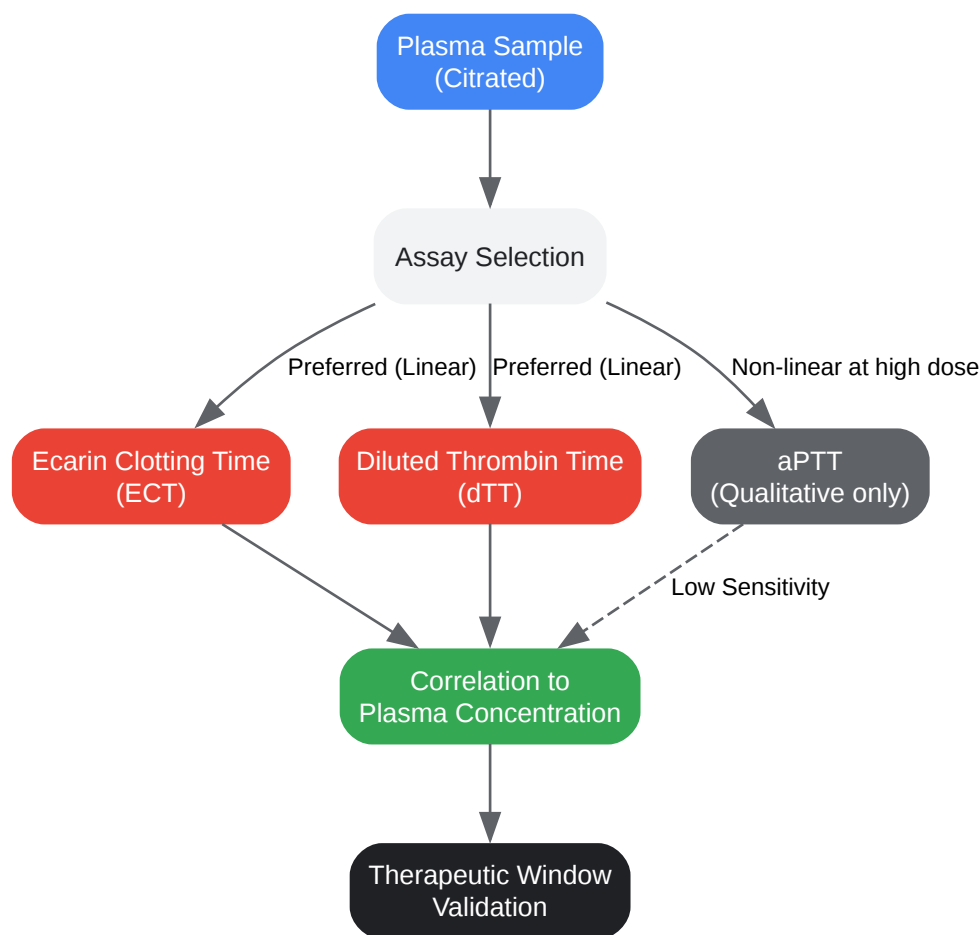 Plasma Sample
(Citrated)
Assay Selection
Preferred (Linear)
Preferred (Linear)
Non-linear at high dose
Ecarin Clotting Time
(ECT)
Diluted Thrombin Time
(dTT)
aPTT
(Qualitative only)
Low Sensitivity
Correlation to
Plasma Concentration
Therapeutic Window
Validation